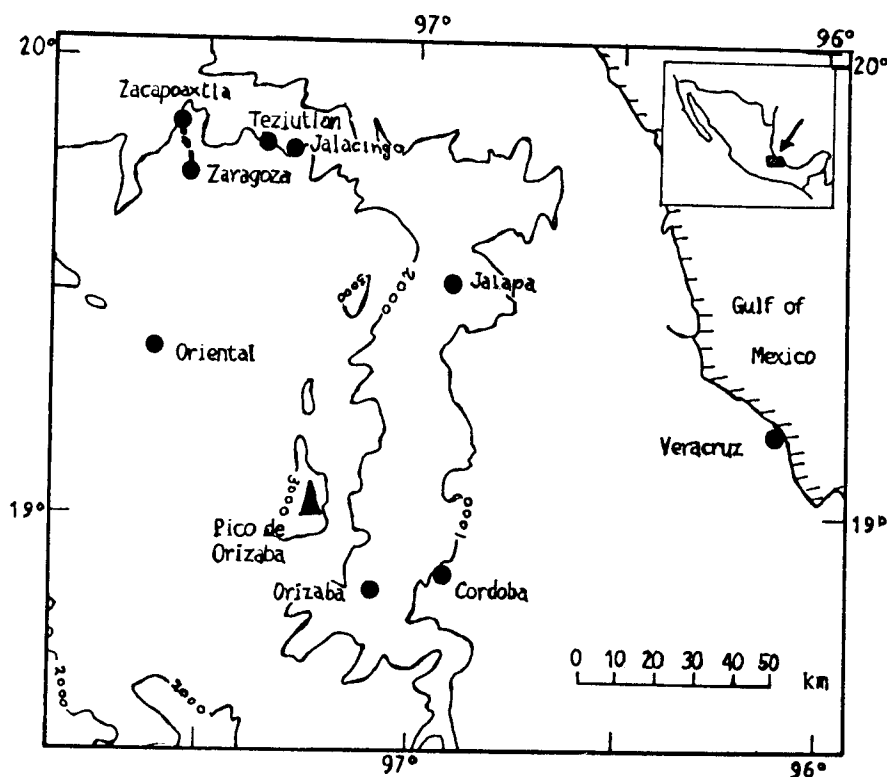 97°
96°
20°
20°
Zacapoaxtla
Teziutlan
Jalacingo
Zaragoza
2000
3000
Jalapa
Gulf of
Mexico
Oriental
Veracruz
3000
1000
19°
19°
Pico de
Orizaba
Orizaba
Cordoba
0 10 20 30 40 50
km
2000
2000
97°
96°